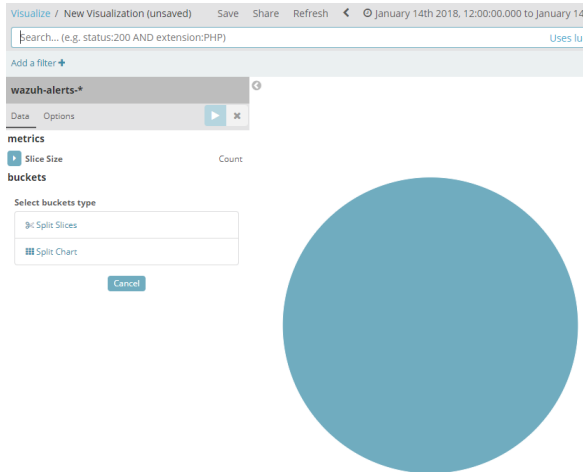 Visualize / New Visualization (unsaved) Save Share Refresh January 14th 2018, 12:00:00.000 to January 14
Search... (e.g. status:200 AND extension:PHP) Uses lu
Add a filter +
wazuh-alerts-*
Data Options
metrics
Slice Size Count
buckets
Select buckets type
Split Slices
Split Chart
Cancel